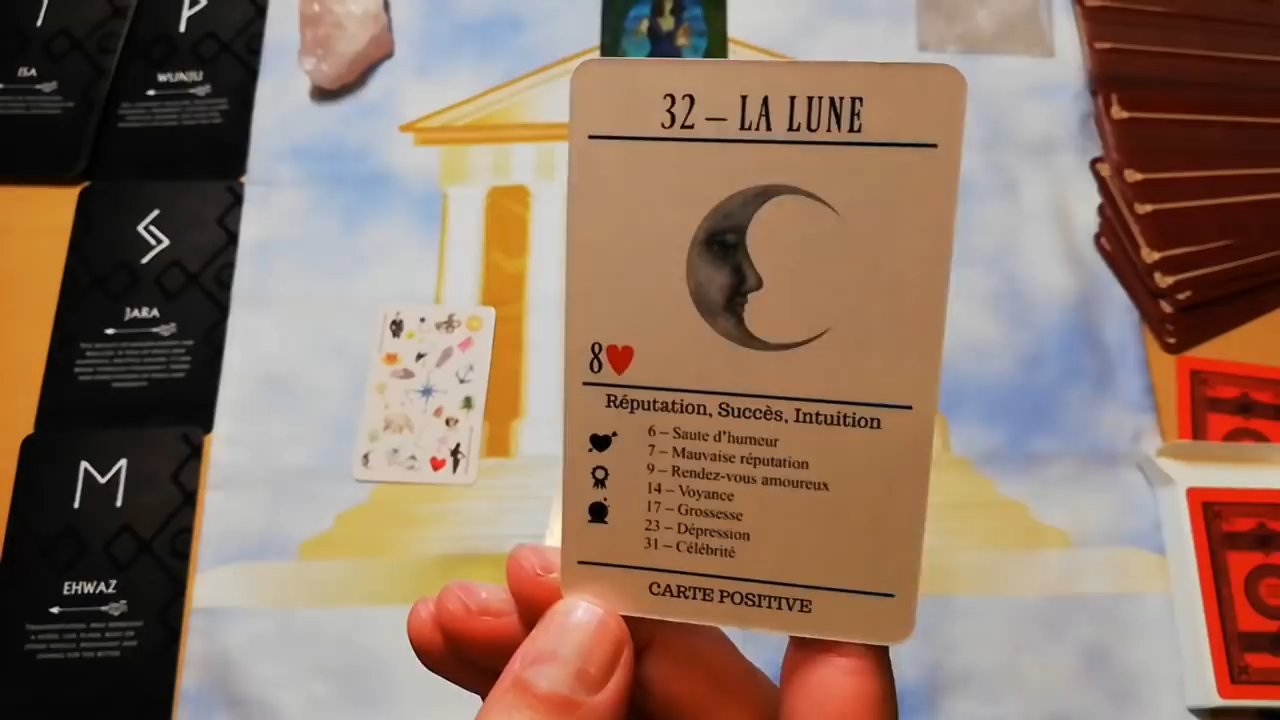 ISA
WUNJU
JARA
EHWAZ
32 – LA LUNE
8
Réputation, Succès, Intuition
6 – Saute d'humeur
7 – Mauvaise réputation
9 – Rendez-vous amoureux
14 – Voyance
17 – Grossesse
23 – Dépression
31 – Célébrité
CARTE POSITIVE